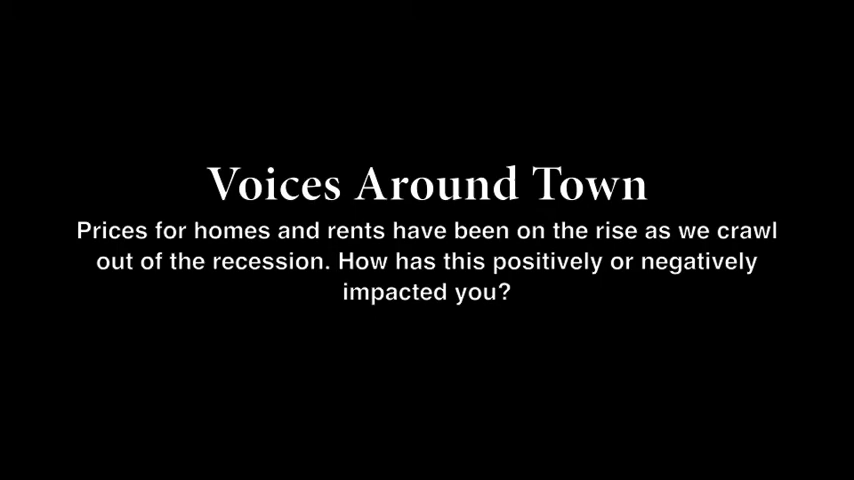 Voices Around Town
Prices for homes and rents have been on the rise as we crawl
out of the recession. How has this positively or negatively
impacted you?